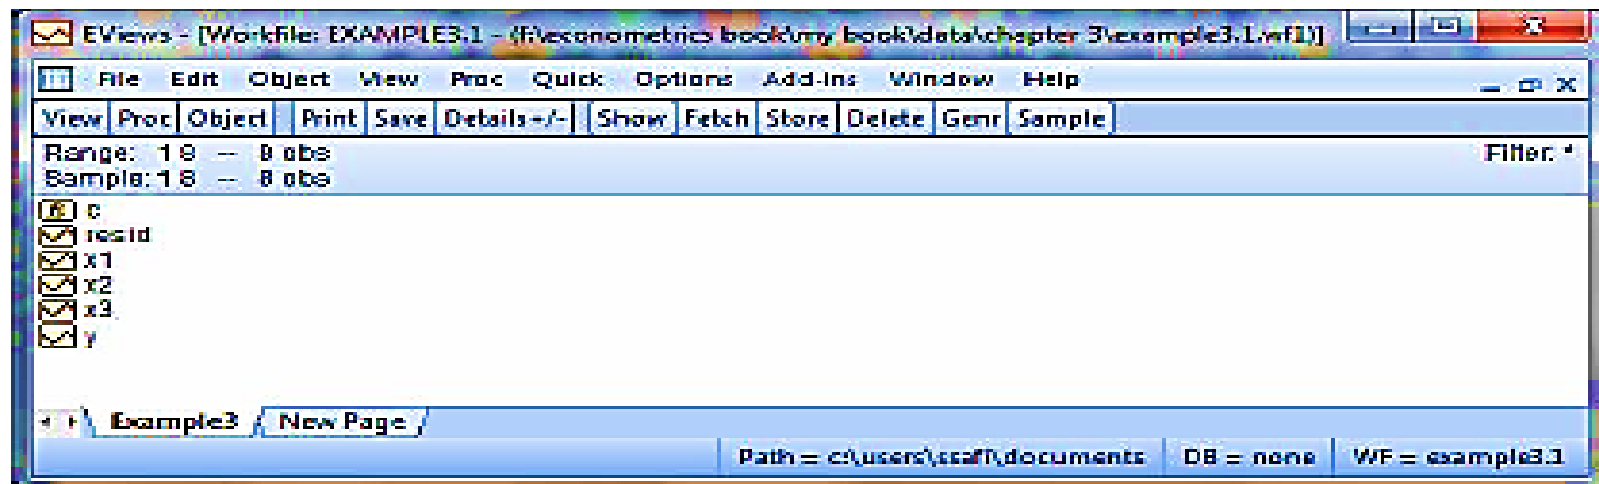 EViews - [Workfile: EXAMPLE3.1 - (f:\econometrics book\my book\data\chapter 3\example3.1.wf1)]
File Edit Object View Proc Quick Options Add-ins Window Help
View Proc Object Print Save Details+/- Show Fetch Store Delete Genr Sample
Range: 1 8 -- 8 obs Filter: *
Sample: 1 8 -- 8 obs
c
resid
x1
x2
x3
y
Example3 New Page
Path = c:\users\ssafi\documents DB = none WF = example3.1